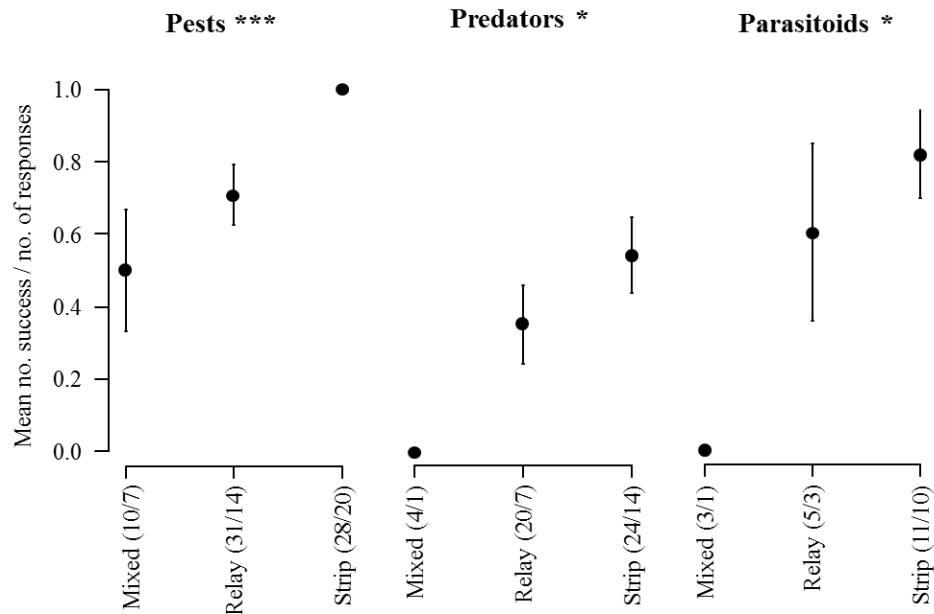 Pests ***
Predators *
Parasitoids *
Mean no. success / no. of responses
1.0
0.8
0.6
0.4
0.2
0.0
Mixed (10/7)
Relay (31/14)
Strip (28/20)
Mixed (4/1)
Relay (20/7)
Strip (24/14)
Mixed (3/1)
Relay (5/3)
Strip (11/10)